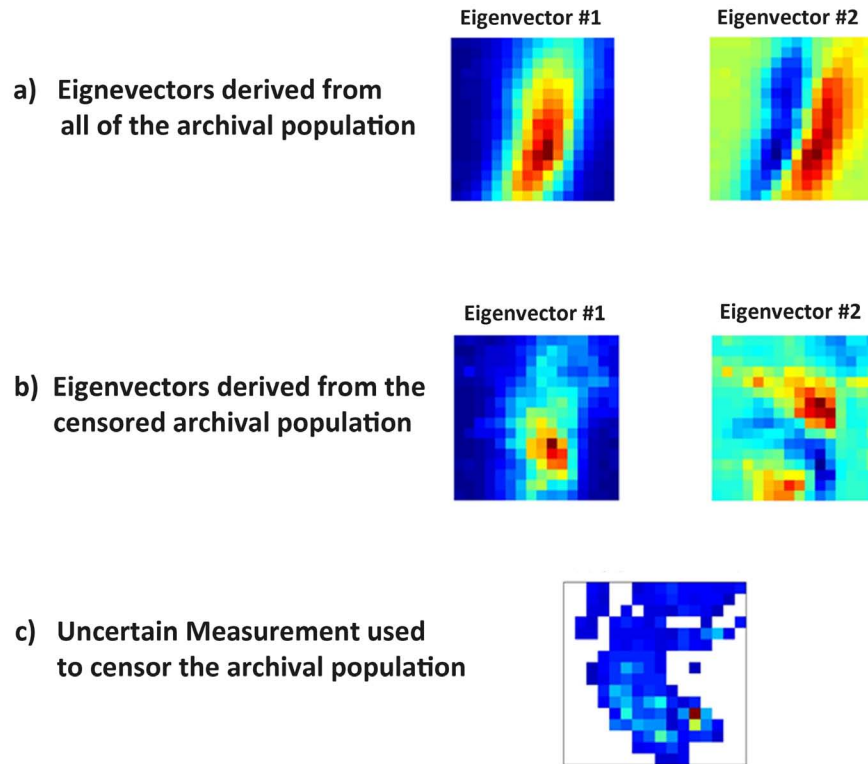 Eigenvector #1
Eigenvector #2
a) Eignevectors derived from
all of the archival population
Eigenvector #1
Eigenvector #2
b) Eigenvectors derived from the
censored archival population
c) Uncertain Measurement used
to censor the archival population